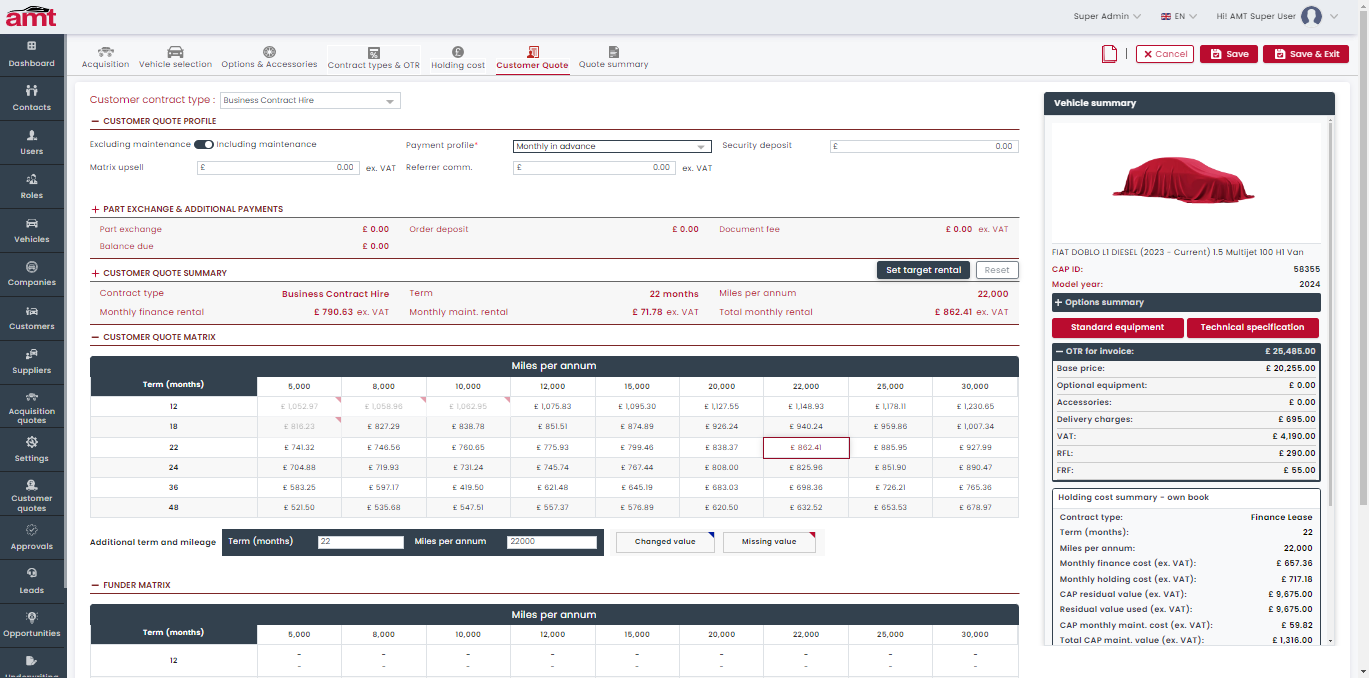 amt
Super Admin
EN
Hi! AMT Super User
Dashboard
Contacts
Users
Roles
Vehicles
Companies
Customers
Suppliers
Acquisition
quotes
Settings
Customer
quotes
Approvals
Leads
Opportunities
Underwriting
Acquisition
Vehicle selection
Options & Accessories
Contract types & OTR
Holding cost
Customer Quote
Quote summary
Cancel
Save
Save & Exit
Customer contract type : Business Contract Hire
CUSTOMER QUOTE PROFILE
Excluding maintenance Including maintenance
Payment profile* Monthly in advance
Security deposit £ 0.00
Matrix upsell £ 0.00 ex. VAT
Referrer comm. £ 0.00 ex. VAT
PART EXCHANGE & ADDITIONAL PAYMENTS
Part exchange £ 0.00 Order deposit £ 0.00 Document fee £ 0.00 ex. VAT
Balance due £ 0.00
CUSTOMER QUOTE SUMMARY
Set target rental Reset
Contract type Business Contract Hire Term 22 months Miles per annum 22,000
Monthly finance rental £ 790.63 ex. VAT Monthly maint. rental £ 71.78 ex. VAT Total monthly rental £ 862.41 ex. VAT
CUSTOMER QUOTE MATRIX
Miles per annum
Term (months) 5,000 8,000 10,000 12,000 15,000 20,000 22,000 25,000 30,000
12 £ 1,052.97 £ 1,058.96 £ 1,062.95 £ 1,075.83 £ 1,095.30 £ 1,127.55 £ 1,148.93 £ 1,178.11 £ 1,230.65
18 £ 816.23 £ 827.29 £ 838.78 £ 851.51 £ 874.89 £ 926.24 £ 940.24 £ 959.86 £ 1,007.34
22 £ 741.32 £ 746.56 £ 760.65 £ 775.93 £ 799.46 £ 838.37 £ 862.41 £ 885.95 £ 927.99
24 £ 704.88 £ 719.93 £ 731.24 £ 745.74 £ 767.44 £ 808.00 £ 825.96 £ 851.90 £ 890.47
36 £ 583.25 £ 597.17 £ 419.50 £ 621.48 £ 645.19 £ 683.03 £ 698.36 £ 726.21 £ 765.36
48 £ 521.50 £ 535.68 £ 547.51 £ 557.37 £ 576.89 £ 620.50 £ 632.52 £ 653.53 £ 678.97
Additional term and mileage Term (months) 22 Miles per annum 22000 Changed value Missing value
FUNDER MATRIX
Miles per annum
Term (months) 5,000 8,000 10,000 12,000 15,000 20,000 22,000 25,000 30,000
12 - - - - - - - - -
- - - - - - - - -
Vehicle summary
FIAT DOBLO L1 DIESEL (2023 - Current) 1.5 Multijet 100 H1 Van
CAP ID: 58355
Model year: 2024
Options summary
Standard equipment Technical specification
OTR for invoice: £ 25,485.00
Base price: £ 20,255.00
Optional equipment: £ 0.00
Accessories: £ 0.00
Delivery charges: £ 695.00
VAT: £ 4,190.00
RFL: £ 290.00
FRF: £ 55.00
Holding cost summary - own book
Contract type: Finance Lease
Term (months): 22
Miles per annum: 22,000
Monthly finance cost (ex. VAT): £ 657.36
Monthly holding cost (ex. VAT): £ 717.18
CAP residual value (ex. VAT): £ 9,675.00
Residual value used (ex. VAT): £ 9,675.00
CAP monthly maint. cost (ex. VAT): £ 59.82
Total CAP maint. value (ex. VAT): £ 1,316.00